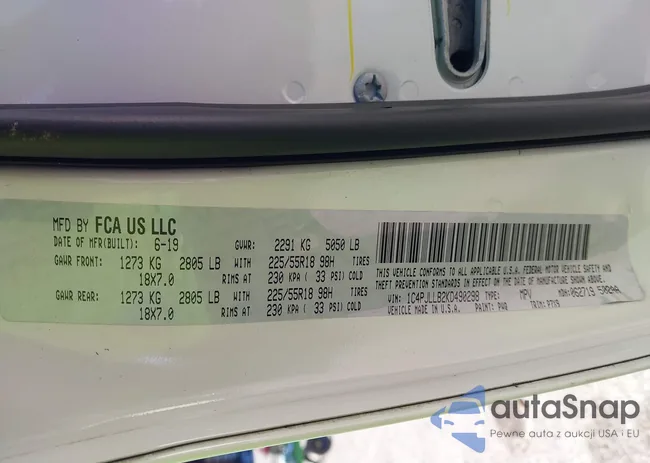 MFD BY FCA US LLC
DATE OF MFR(BUILT): 6-19 GVWR: 2291 KG 5050 LB
GAWR FRONT: 1273 KG 2805 LB WITH 225/55R18 98H TIRES
18X7.0 RIMS AT 230 KPA ( 33 PSI) COLD
GAWR REAR: 1273 KG 2805 LB WITH 225/55R18 98H TIRES
18X7.0 RIMS AT 230 KPA ( 33 PSI) COLD
THIS VEHICLE CONFORMS TO ALL APPLICABLE U.S.A. FEDERAL MOTOR VEHICLE SAFETY AND
THEFT PREVENTION STANDARDS IN EFFECT ON THE DATE OF MANUFACTURE SHOWN ABOVE.
VIN: 1C4PJLLB2KD490298 TYPE: MPV MDH: 062719
VEHICLE MADE IN U.S.A. PAINT: PW8 TRIM:
autaSnap
Pewne auta z aukcji USA i EU